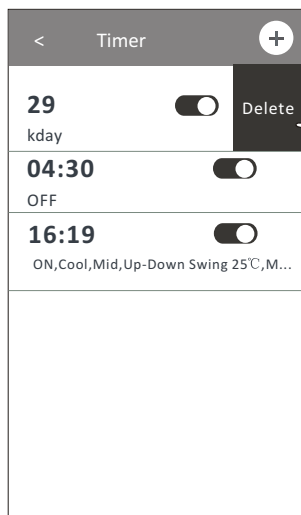 < Timer +
29
kday
Delete
04:30
OFF
16:19
ON,Cool,Mid,Up-Down Swing 25℃,M...